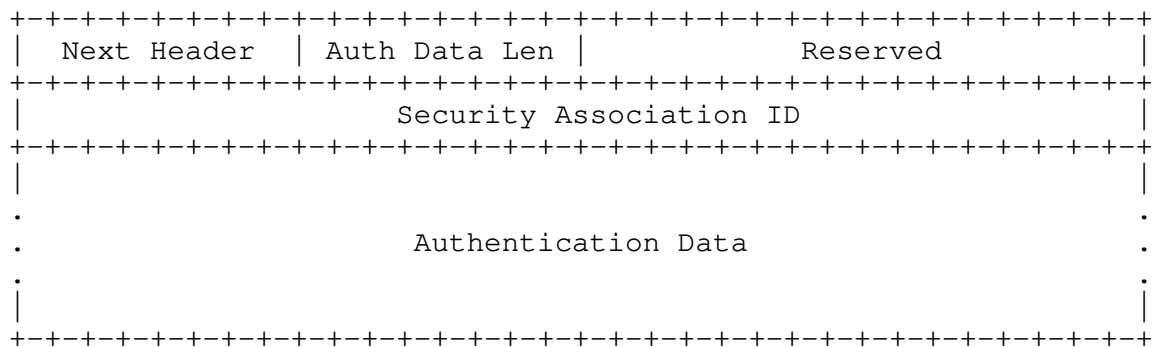 +-+-+-+-+-+-+-+-+-+-+-+-+-+-+-+-+-+-+-+-+-+-+-+-+-+-+-+-+-+-+-+-+
|  Next Header  | Auth Data Len |            Reserved           |
+-+-+-+-+-+-+-+-+-+-+-+-+-+-+-+-+-+-+-+-+-+-+-+-+-+-+-+-+-+-+-+-+
|                     Security Association ID                   |
+-+-+-+-+-+-+-+-+-+-+-+-+-+-+-+-+-+-+-+-+-+-+-+-+-+-+-+-+-+-+-+-+
|                                                               |
.                                                               .
.                      Authentication Data                      .
.                                                               .
|                                                               |
+-+-+-+-+-+-+-+-+-+-+-+-+-+-+-+-+-+-+-+-+-+-+-+-+-+-+-+-+-+-+-+-+